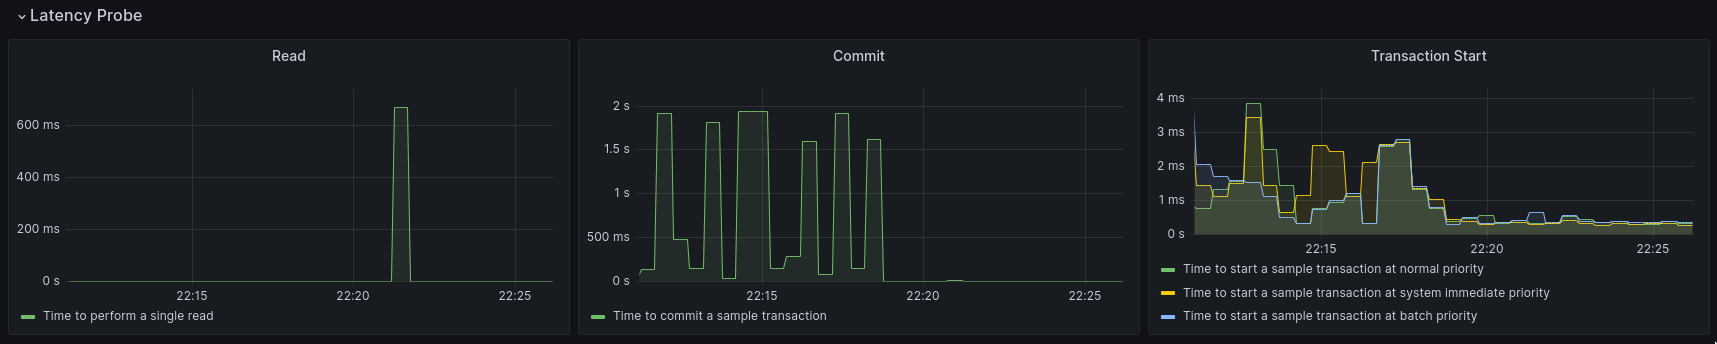 Latency Probe
Read
600 ms
400 ms
200 ms
0 s
22:15
22:20
22:25
Time to perform a single read
Commit
2 s
1.5 s
1 s
500 ms
0 s
22:15
22:20
22:25
Time to commit a sample transaction
Transaction Start
4 ms
3 ms
2 ms
1 ms
0 s
22:15
22:20
22:25
Time to start a sample transaction at normal priority
Time to start a sample transaction at system immediate priority
Time to start a sample transaction at batch priority